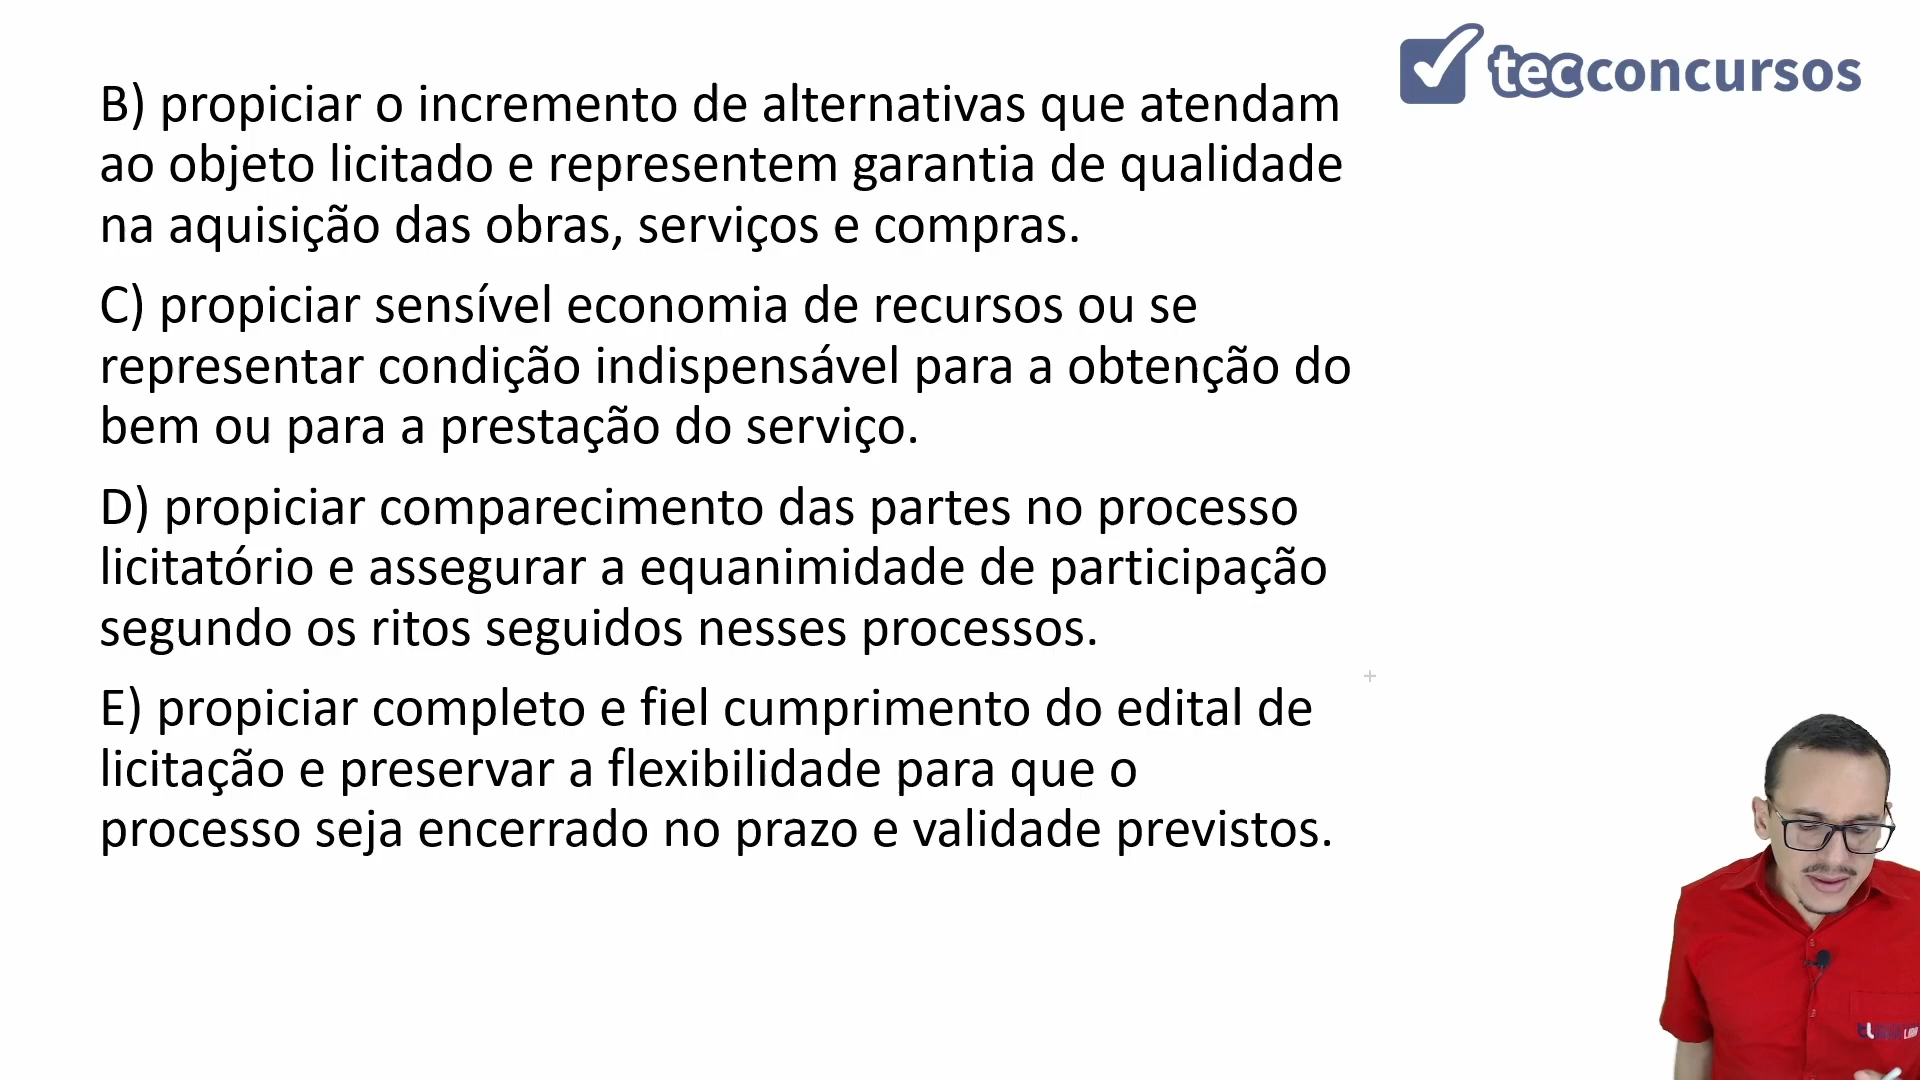 tecconcursos
B) propiciar o incremento de alternativas que atendam
ao objeto licitado e representem garantia de qualidade
na aquisição das obras, serviços e compras.
C) propiciar sensível economia de recursos ou se
representar condição indispensável para a obtenção do
bem ou para a prestação do serviço.
D) propiciar comparecimento das partes no processo
licitatório e assegurar a equanimidade de participação
segundo os ritos seguidos nesses processos.
E) propiciar completo e fiel cumprimento do edital de
licitação e preservar a flexibilidade para que o
processo seja encerrado no prazo e validade previstos.